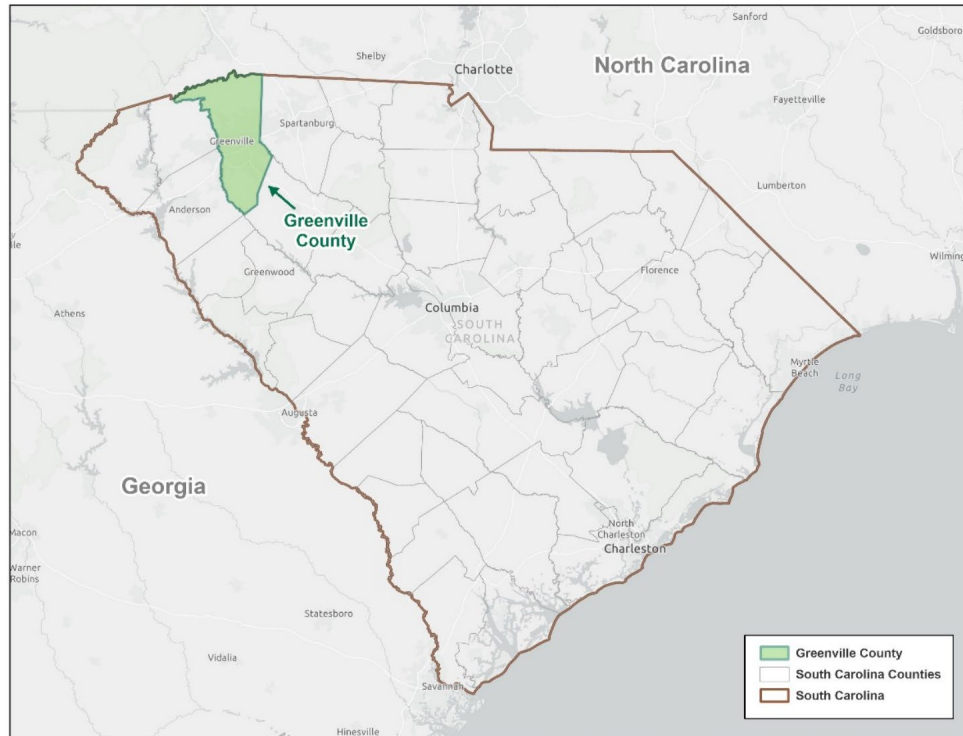 Sanford
Goldsboro
Shelby
Charlotte
North Carolina
Fayetteville
Spartanburg
Greenville
Lumberton
Anderson
Greenville
County
Wilming
Greenwood
Florence
Athens
Columbia
SOUTH
CAROLINA
Myrtle
Beach
Long
Bay
Augusta
Georgia
North
Charleston
Charleston
Macon
Warner
Robins
Statesboro
Vidalia
Savannah
Hinesville
Greenville County
South Carolina Counties
South Carolina